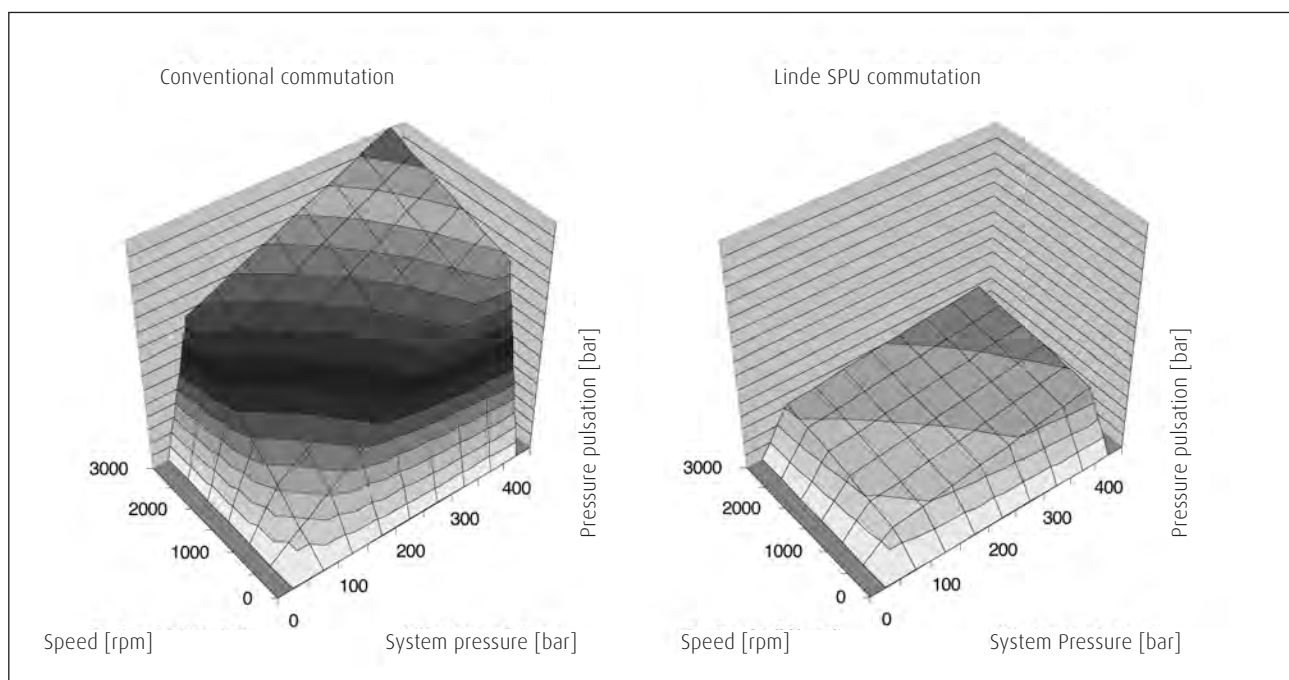 Conventional commutation
Linde SPU commutation
Pressure pulsation [bar]
3000
2000
1000
0
0
100
200
300
400
Speed [rpm]
System pressure [bar]
Pressure pulsation [bar]
3000
2000
1000
0
0
100
200
300
400
Speed [rpm]
System Pressure [bar]